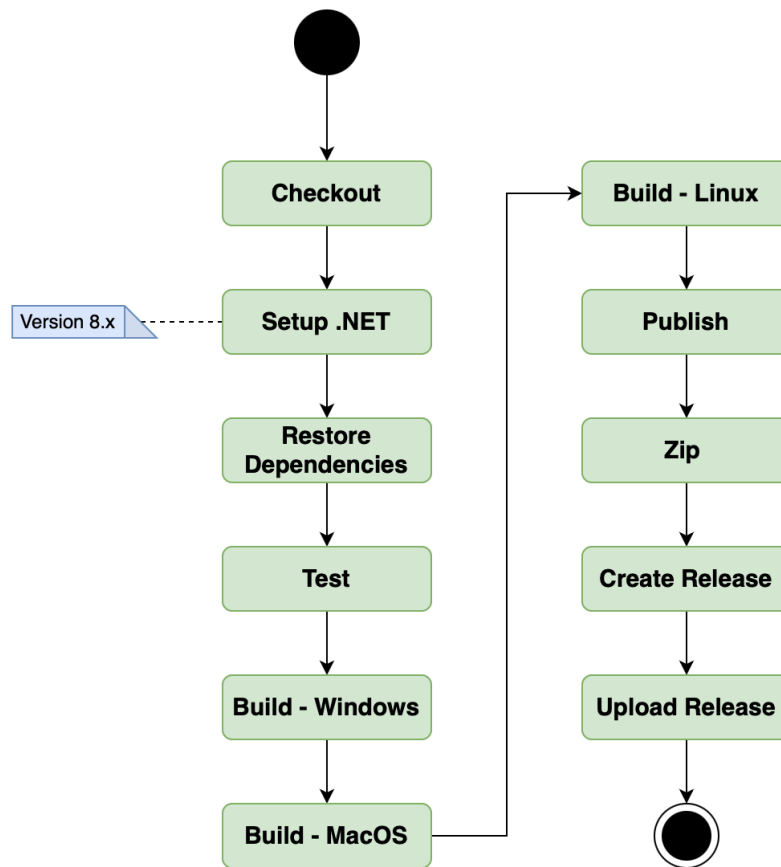 Checkout
Version 8.x
Setup .NET
Restore
Dependencies
Test
Build - Windows
Build - MacOS
Build - Linux
Publish
Zip
Create Release
Upload Release